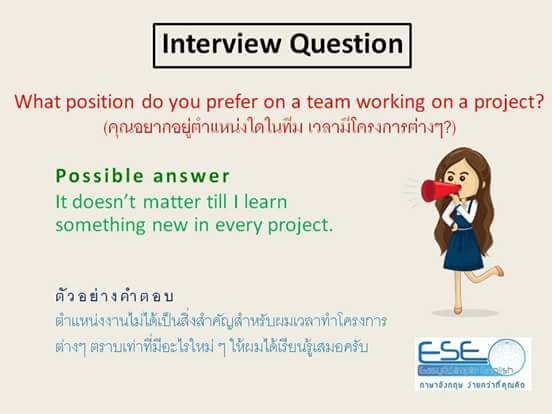 Interview Question
What position do you prefer on a team working on a project?
(คุณอยากอยู่ตำแหน่งใดในทีม เวลามีโครงการต่างๆ?)
Possible answer
It doesn't matter till I learn
something new in every project.
ตัวอย่างคำตอบ
ตำแหน่งงานไม่ได้เป็นสิ่งสำคัญสำหรับผมเวลาทำโครงการ
ต่างๆ ตราบเท่าที่มีอะไรใหม่ ๆ ให้ผมได้เรียนรู้เสมอครับ
ESE
Easy&Simple English
ภาษาอังกฤษ ง่ายกว่าที่คุณคิด